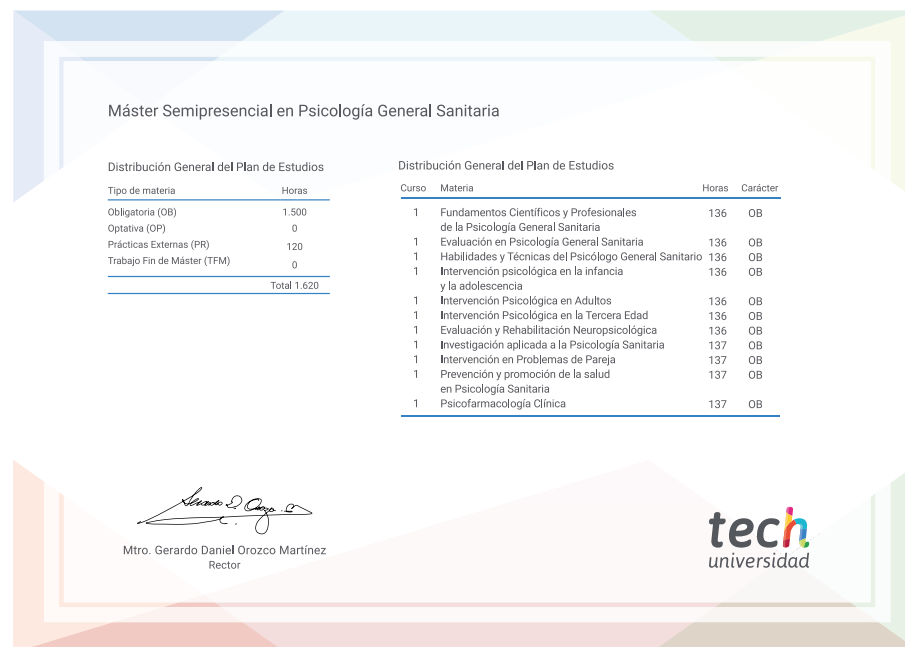 Máster Semipresencial en Psicología General Sanitaria
Distribución General del Plan de Estudios
Tipo de materia Horas
Obligatoria (OB) 1.500
Optativa (OP) 0
Prácticas Externas (PR) 120
Trabajo Fin de Máster (TFM) 0
Total 1.620
Distribución General del Plan de Estudios
Curso Materia Horas Carácter
1 Fundamentos Científicos y Profesionales 136 OB
de la Psicología General Sanitaria
1 Evaluación en Psicología General Sanitaria 136 OB
1 Habilidades y Técnicas del Psicólogo General Sanitario 136 OB
1 Intervención psicológica en la infancia 136 OB
y la adolescencia
1 Intervención Psicológica en Adultos 136 OB
1 Intervención Psicológica en la Tercera Edad 136 OB
1 Evaluación y Rehabilitación Neuropsicológica 136 OB
1 Investigación aplicada a la Psicología Sanitaria 137 OB
1 Intervención en Problemas de Pareja 137 OB
1 Prevención y promoción de la salud 137 OB
en Psicología Sanitaria
1 Psicofarmacología Clínica 137 OB
Mtro. Gerardo Daniel Orozco Martínez
Rector
tech
universidad